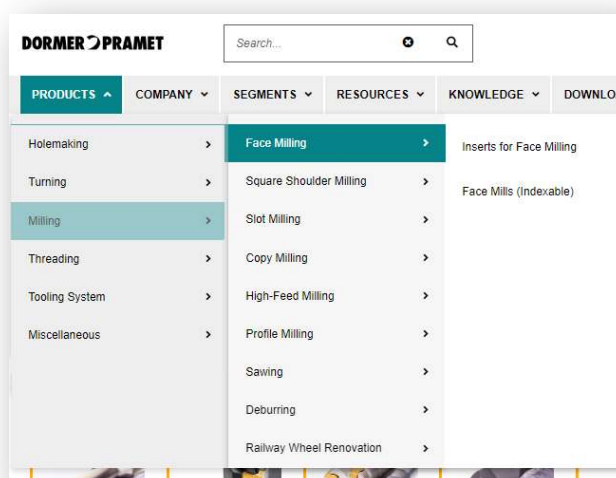 DORMER PRAMET
Search...
PRODUCTS COMPANY SEGMENTS RESOURCES KNOWLEDGE DOWNLO
Holemaking
Turning
Milling
Threading
Tooling System
Miscellaneous
Face Milling
Square Shoulder Milling
Slot Milling
Copy Milling
High-Feed Milling
Profile Milling
Sawing
Deburring
Railway Wheel Renovation
Inserts for Face Milling
Face Mills (Indexable)